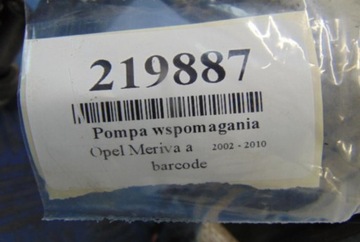 219887
Pompa wspomagania
Opel Meriva a 2002 - 2010
barcode